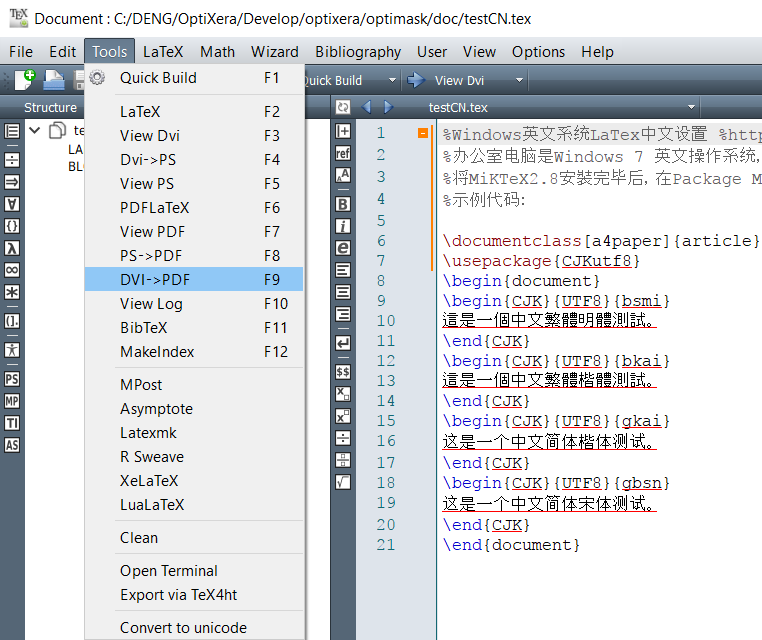 Document : C:/DENG/OptiXera/Develop/optixera/optimask/doc/testCN.tex
File Edit Tools LaTeX Math Wizard Bibliography User View Options Help
Quick Build F1
LaTeX F2
View Dvi F3
Dvi->PS F4
View PS F5
PDFLaTeX F6
View PDF F7
PS->PDF F8
DVI->PDF F9
View Log F10
BibTeX F11
MakeIndex F12
MPost
Asymptote
Latexmk
R Sweave
XeLaTeX
LuaLaTeX
Clean
Open Terminal
Export via TeX4ht
Convert to unicode
Quick Build
View Dvi
Structure
te
LA
BLO
testCN.tex
1 %Windows英文系统LaTex中文设置 %http
2 %办公室电脑是Windows 7 英文操作系统,
3 %将MiKTeX2.8安裝完毕后, 在Package M
4 %示例代码:
5
6 \documentclass[a4paper]{article}
7 \usepackage{CJKutf8}
8 \begin{document}
9 \begin{CJK}{UTF8}{bsmi}
10 這是一個中文繁體明體測試。
11 \end{CJK}
12 \begin{CJK}{UTF8}{bkai}
13 這是一個中文繁體楷體測試。
14 \end{CJK}
15 \begin{CJK}{UTF8}{gkai}
16 这是一个中文简体楷体测试。
17 \end{CJK}
18 \begin{CJK}{UTF8}{gbsn}
19 这是一个中文简体宋体测试。
20 \end{CJK}
21 \end{document}
PS
MP
TI
AS
ref
B
i
e
$$